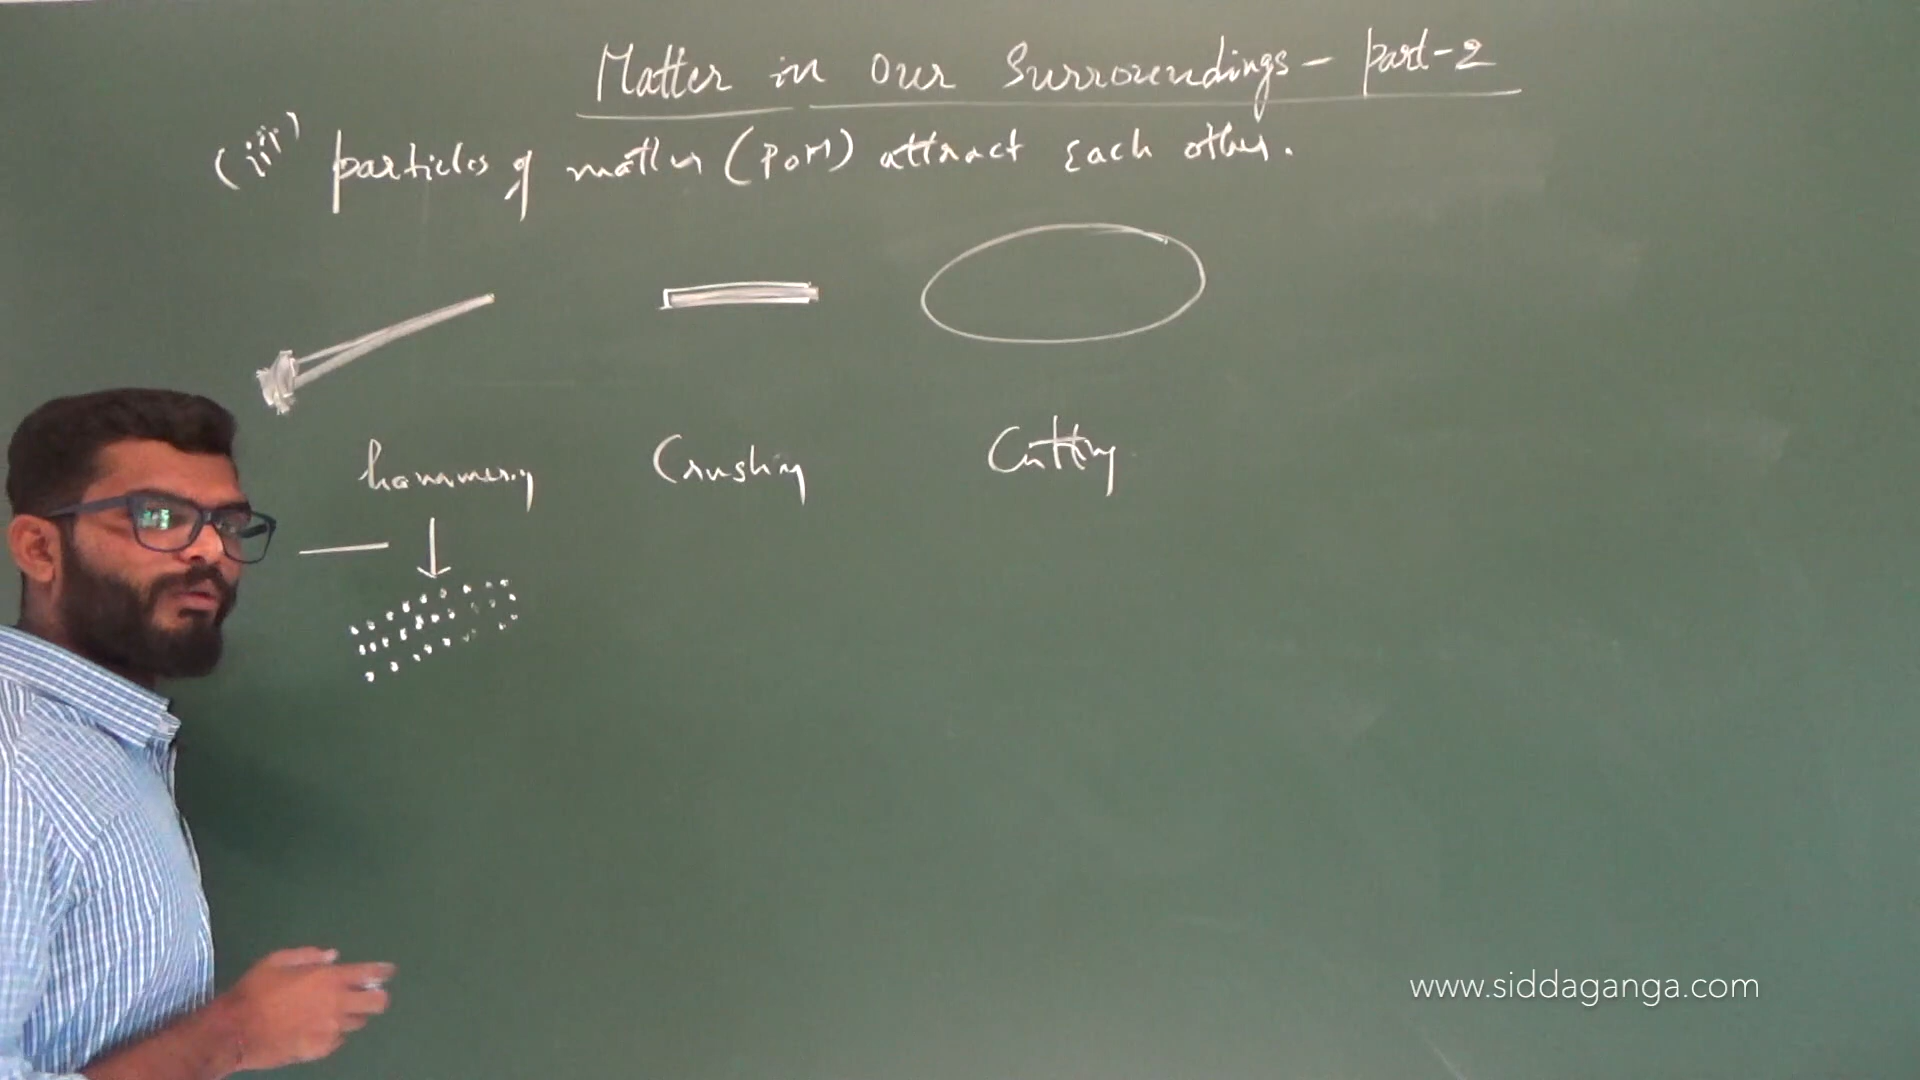 Matter in Our Surroundings - part-2
(iii) particles of matter (POM) attract Each other.
hammering
Crushing
Cutting
www.siddaganga.com